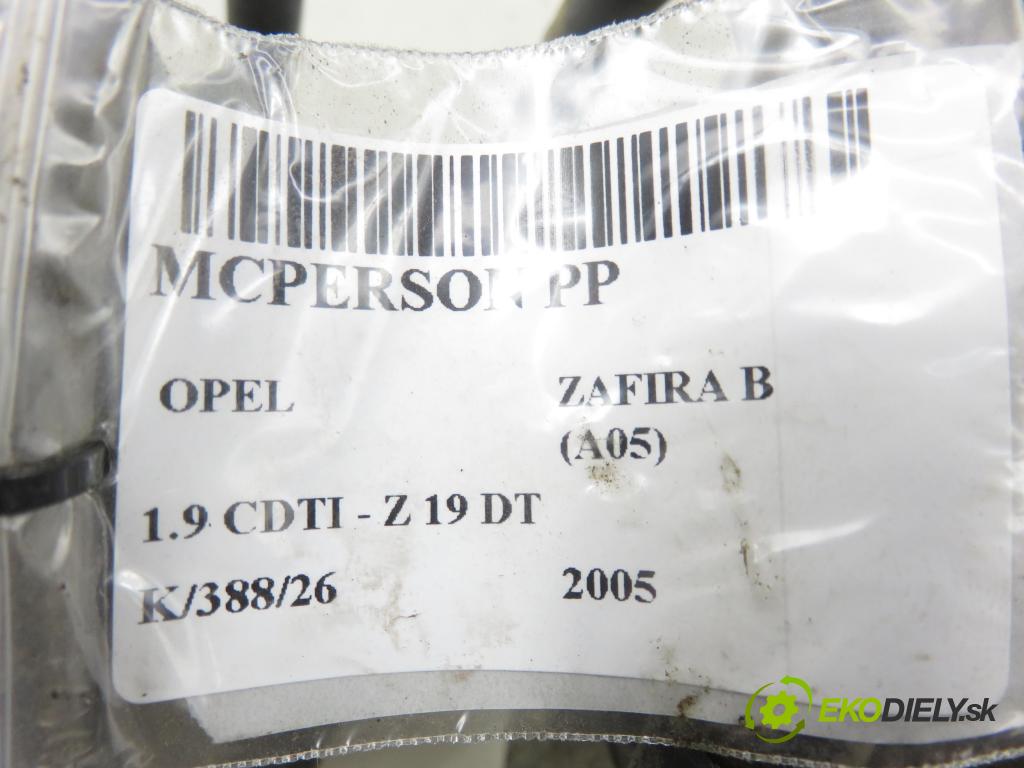 MCPERSON PP
OPEL ZAFIRA B
(A05)
1.9 CDTI - Z 19 DT
K/388/26 2005
EKODIELY.sk